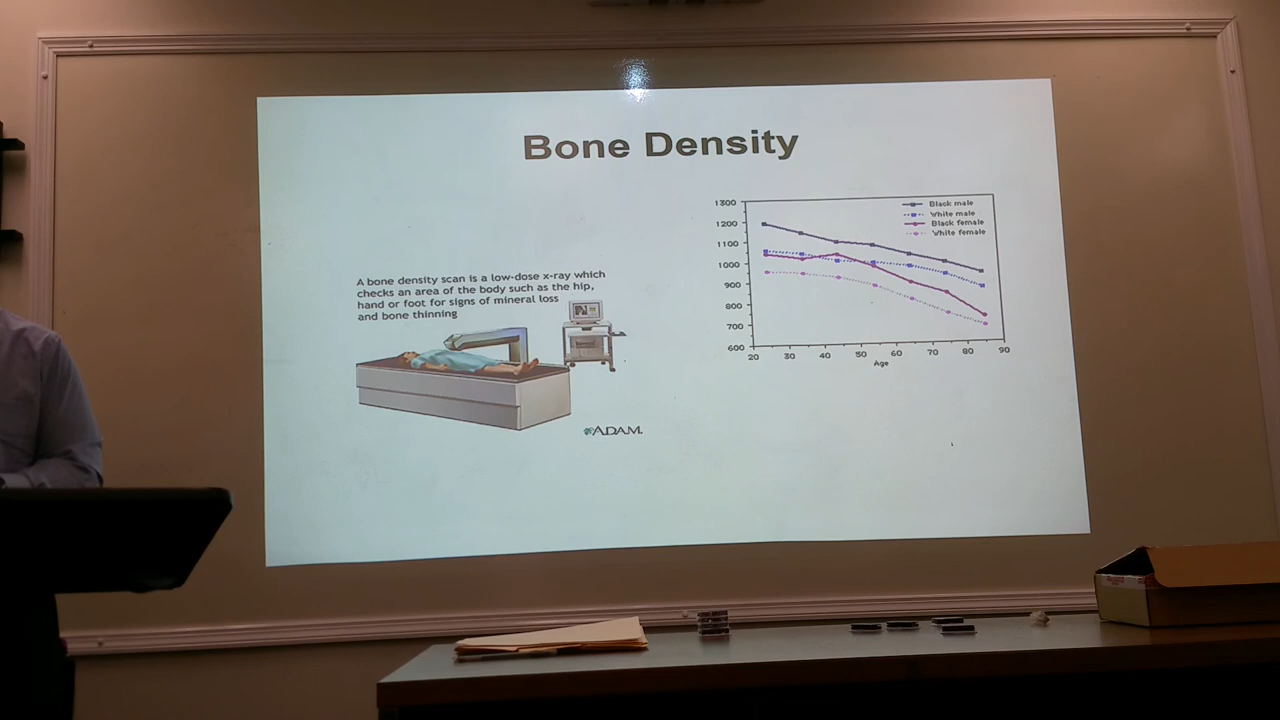 Bone Density
A bone density scan is a low-dose x-ray which
checks an area of the body such as the hip,
hand or foot for signs of mineral loss
and bone thinning
A.D.A.M.
1300
1200
1100
1000
900
800
700
600
20 30 40 50 60 70 80 90
Age
Black male
White male
Black female
White female